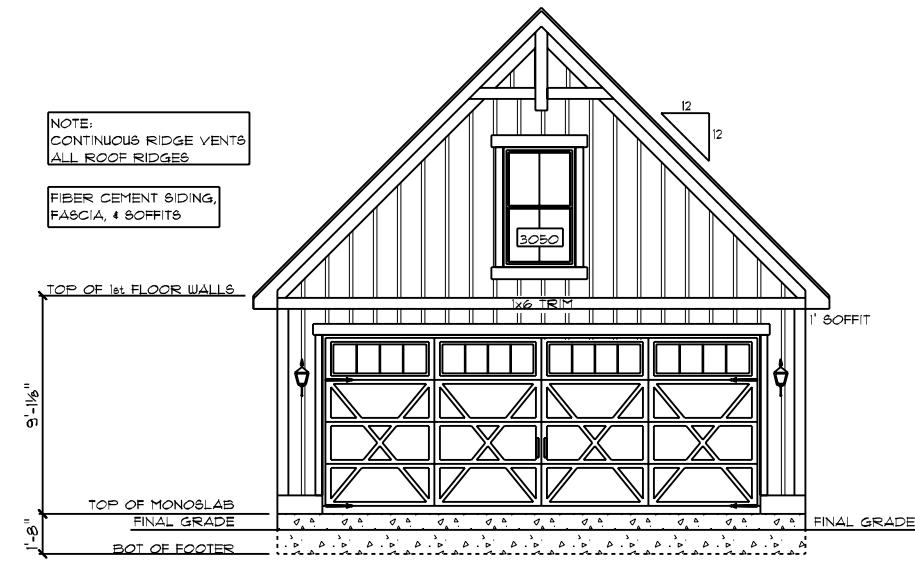 12
NOTE:
CONTINUOUS RIDGE VENTS
ALL ROOF RIDGES
12
FIBER CEMENT SIDING,
FASCIA, & SOFFITS
3050
TOP OF 1st FLOOR WALLS
1x6 TRIM
1' SOFFIT
9'-1 1/8"
TOP OF MONOSLAB
FINAL GRADE
FINAL GRADE
1'-8"
BOT OF FOOTER